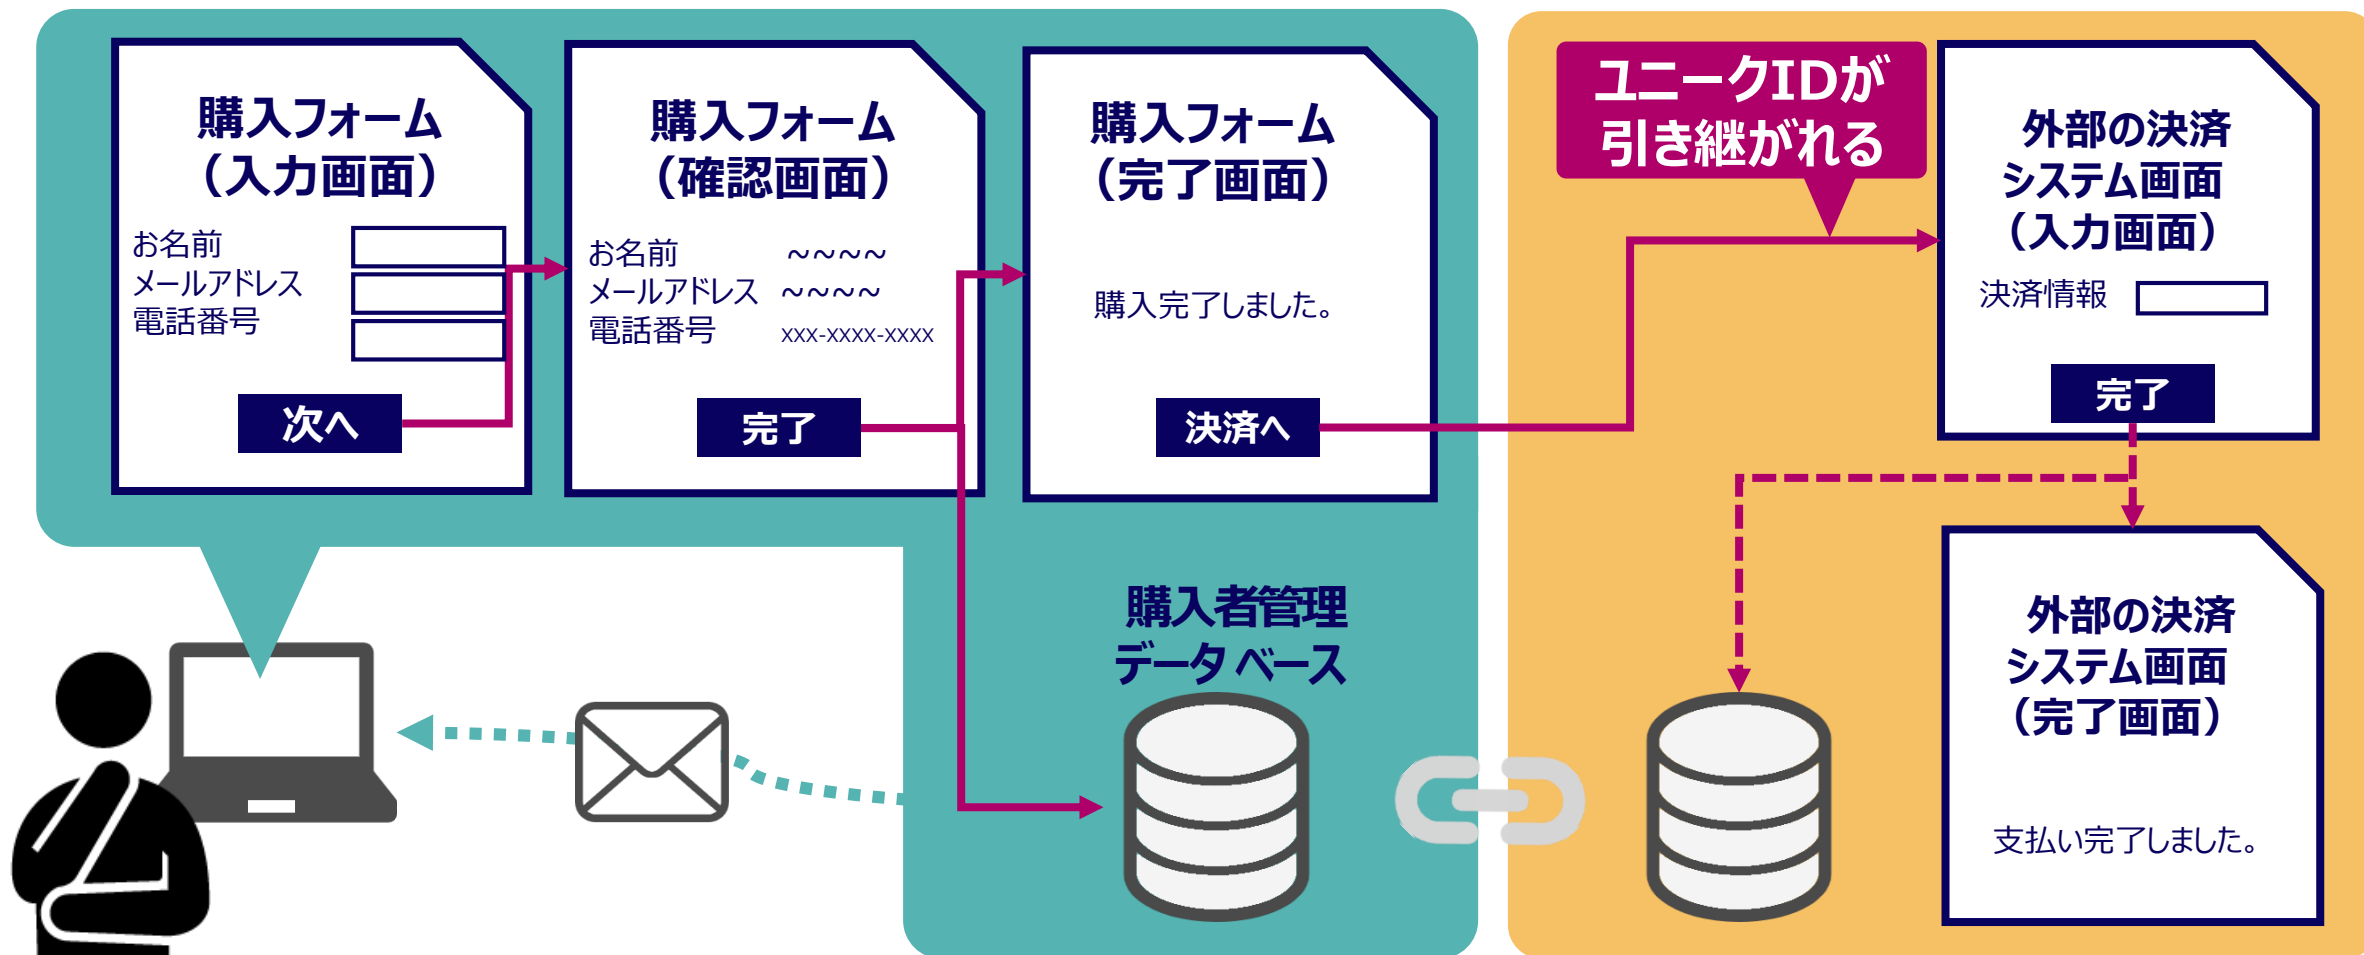 購入フォーム
（入力画面）
お名前
メールアドレス
電話番号
次へ
購入フォーム
（確認画面）
お名前 ~~~~
メールアドレス ~~~~
電話番号 xxx-xxxx-xxxx
完了
購入フォーム
（完了画面）
購入完了しました。
決済へ
ユニークIDが
引き継がれる
外部の決済
システム画面
（入力画面）
決済情報
完了
購入者管理
データベース
外部の決済
システム画面
（完了画面）
支払い完了しました。